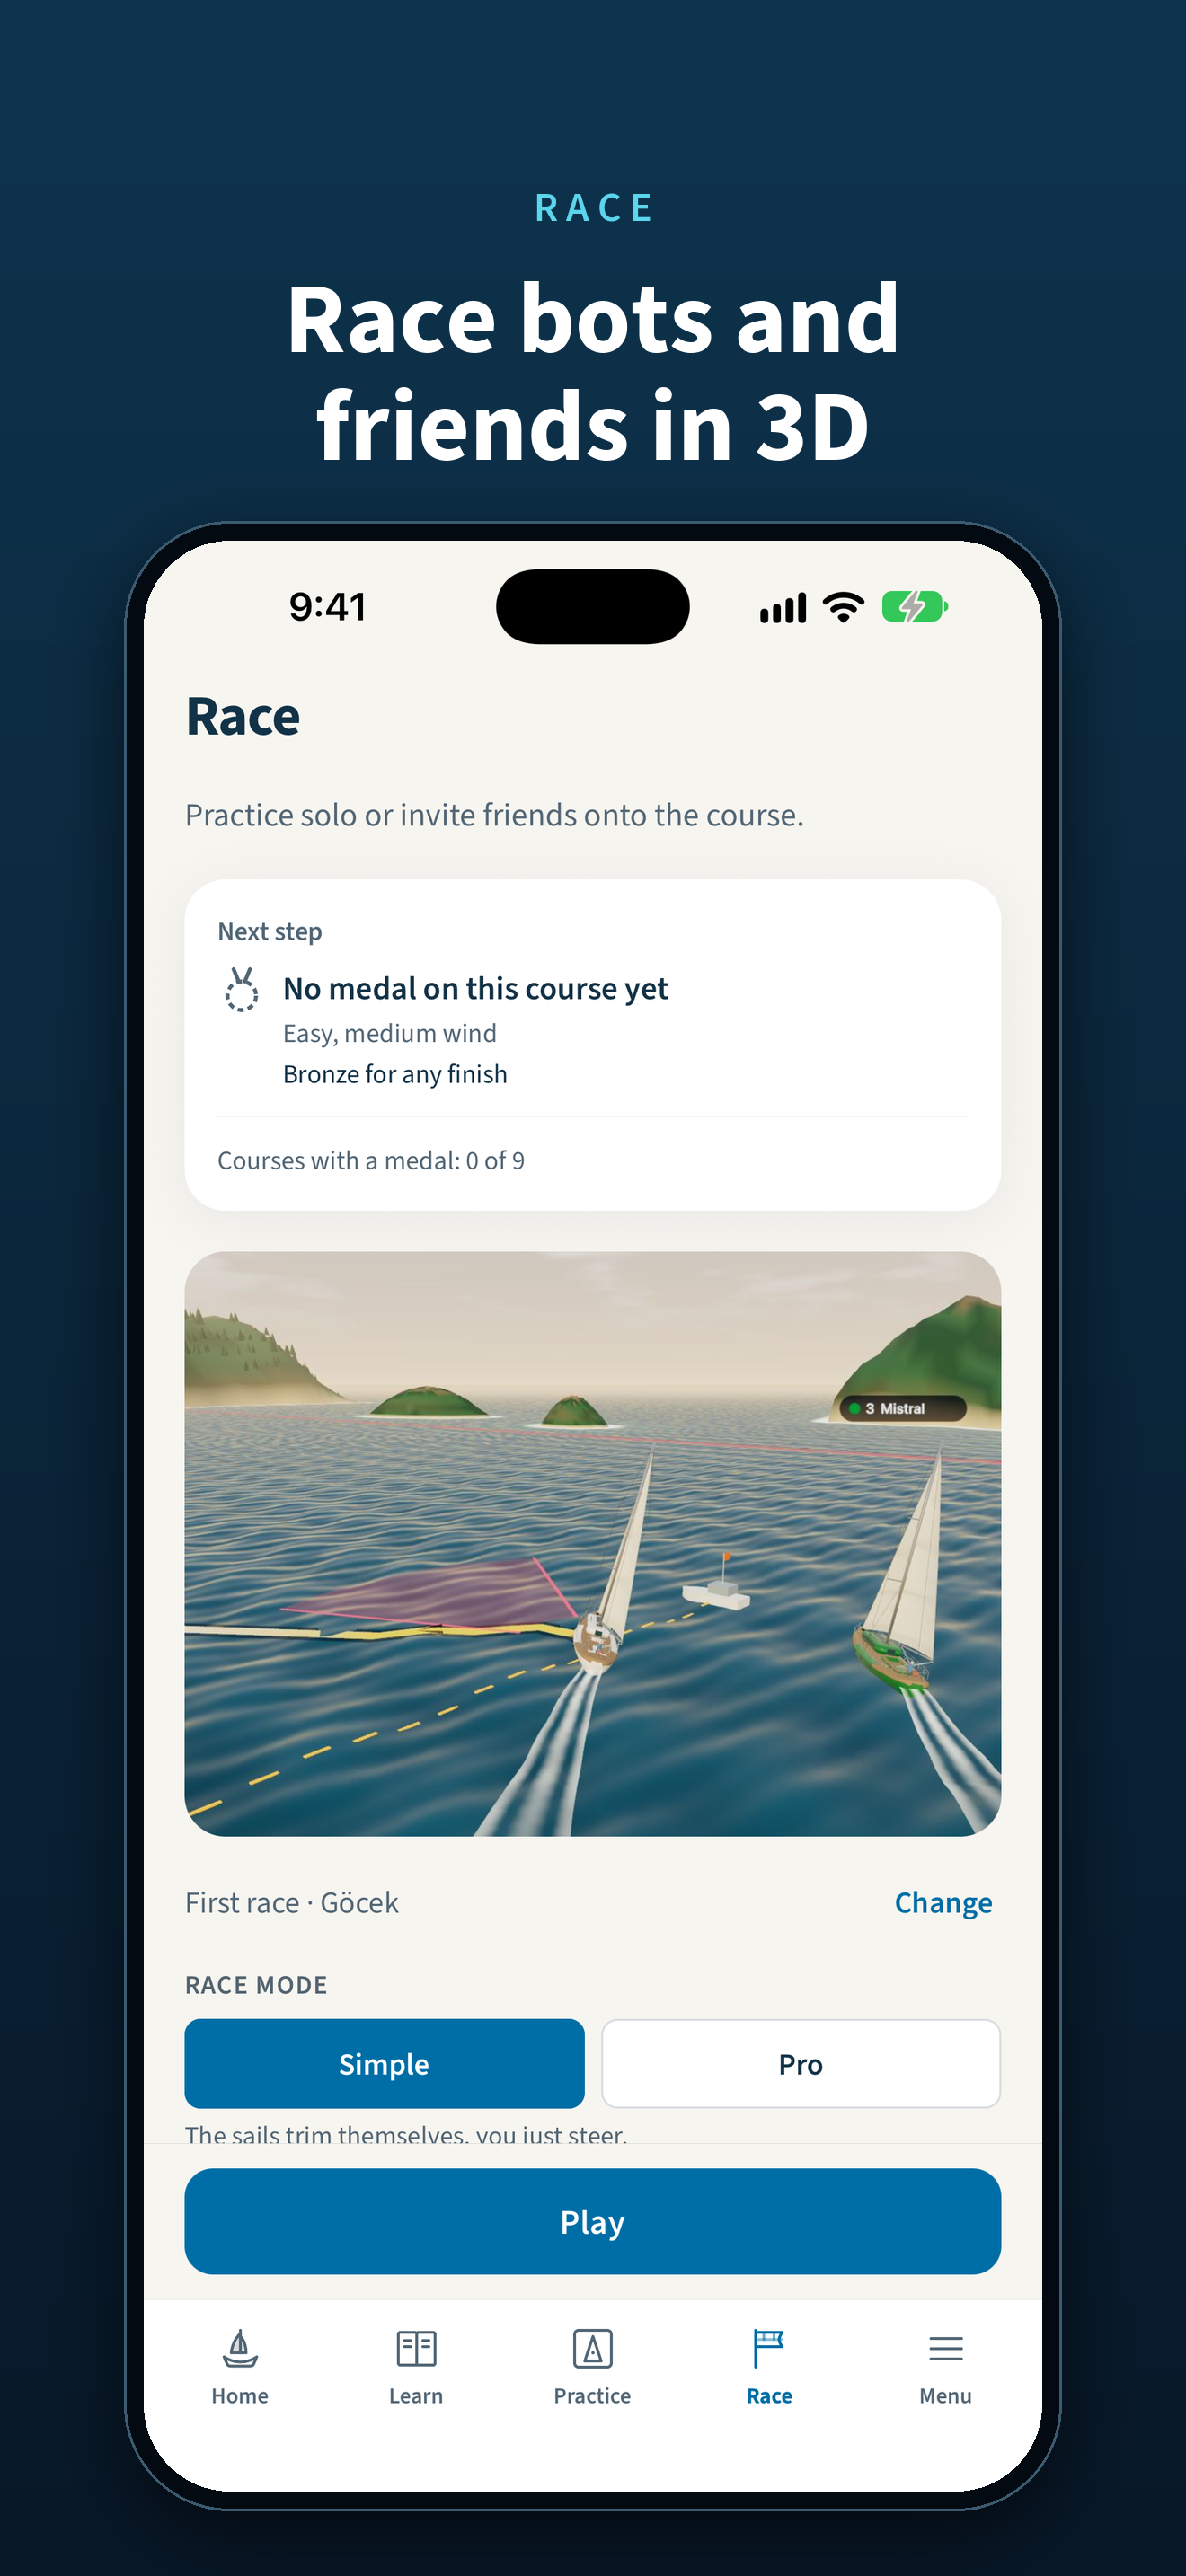 RACE
Race bots and
friends in 3D
9:41
Race
Practice solo or invite friends onto the course.
Next step
No medal on this course yet
Easy, medium wind
Bronze for any finish
Courses with a medal: 0 of 9
3 Mistral
First race · Göcek
Change
RACE MODE
Simple
Pro
The sails trim themselves, you just steer.
Play
Home
Learn
Practice
Race
Menu